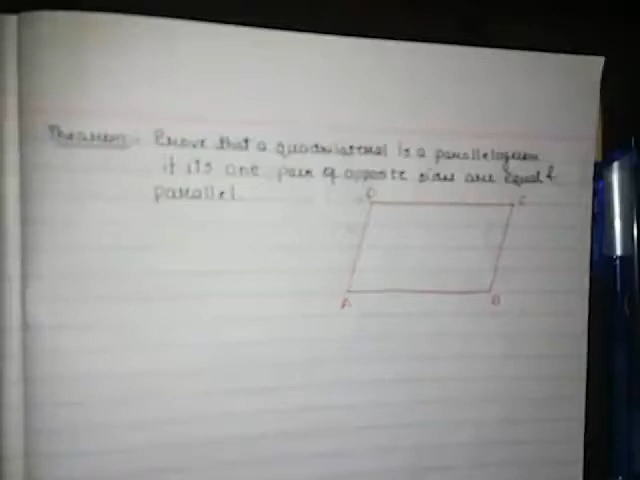 Theorem - Prove that a quadrilateral is a parallelogram
if its one pair of opposite sides are equal &
parallel.
D C
A B